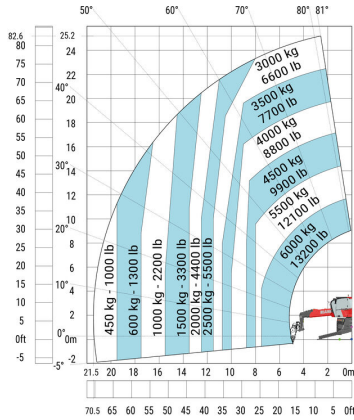 50° 60° 70° 80° 81°
82.6 25.2
80 24
75
70 22
40°
65 20
60 18
55
50 16
30°
45 14
40 12
35
30 10
20°
25 8
20 6
15
10°
10 4
5 2
0ft 0° 0m
-5 -5° -2
3000 kg
6600 lb
3500 kg
7700 lb
4000 kg
8800 lb
4500 kg
9900 lb
5500 kg
12100 lb
6000 kg
13200 lb
450 kg - 1000 lb
600 kg - 1300 lb
1000 kg - 2200 lb
1500 kg - 3300 lb
2000 kg - 4400 lb
2500 kg - 5500 lb
21.5 20 18 16 14 12 10 8 6 4 2 0m
70.5 65 60 55 50 45 40 35 30 25 20 15 10 5 0ft